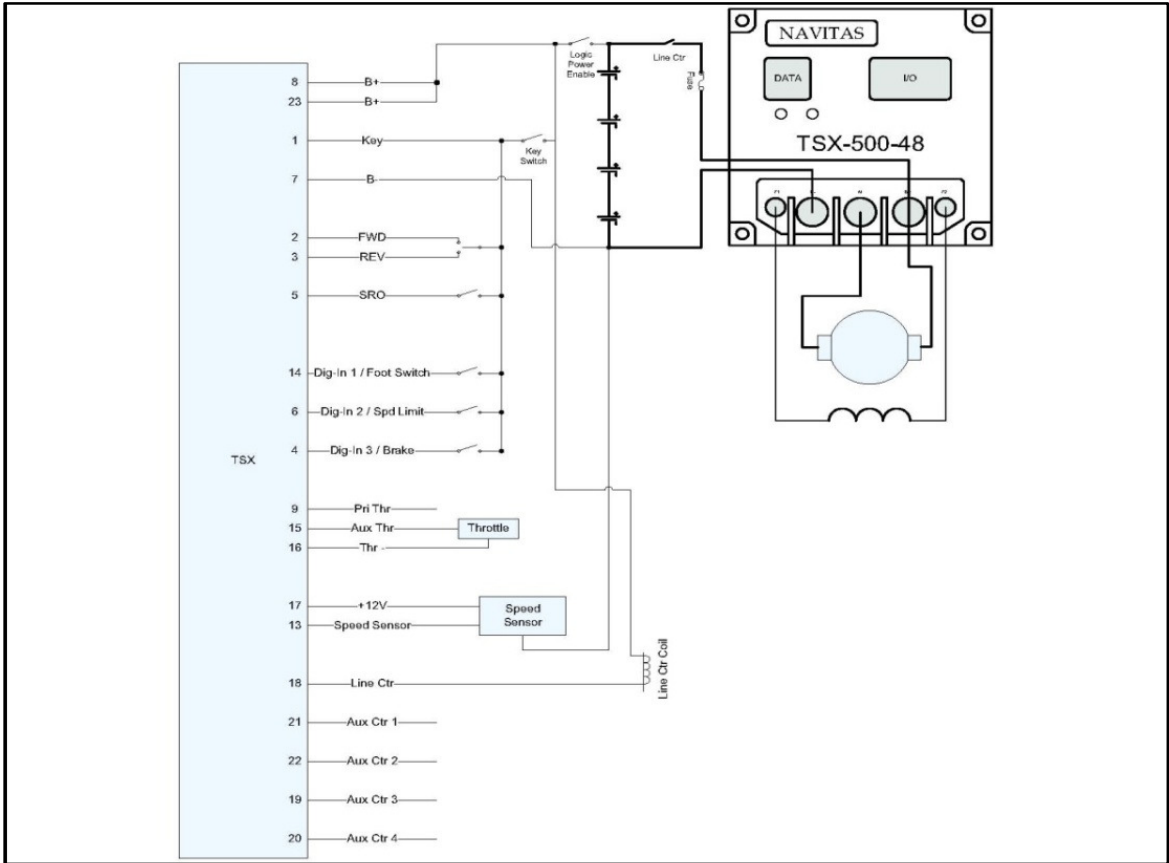 NAVITAS
DATA
I/O
TSX-500-48
Logic
Power
Enable
Line Ctr
Fuse
8 B+
23 B+
1 Key
Key
Switch
7 B-
2 FWD
3 REV
5 SRO
14 Dig-In 1 / Foot Switch
6 Dig-In 2 / Spd Limit
4 Dig-In 3 / Brake
TSX
9 Pri Thr
15 Aux Thr
Throttle
16 Thr -
17 +12V
Speed
Sensor
13 Speed Sensor
Line Ctr Coil
18 Line Ctr
21 Aux Ctr 1
22 Aux Ctr 2
19 Aux Ctr 3
20 Aux Ctr 4